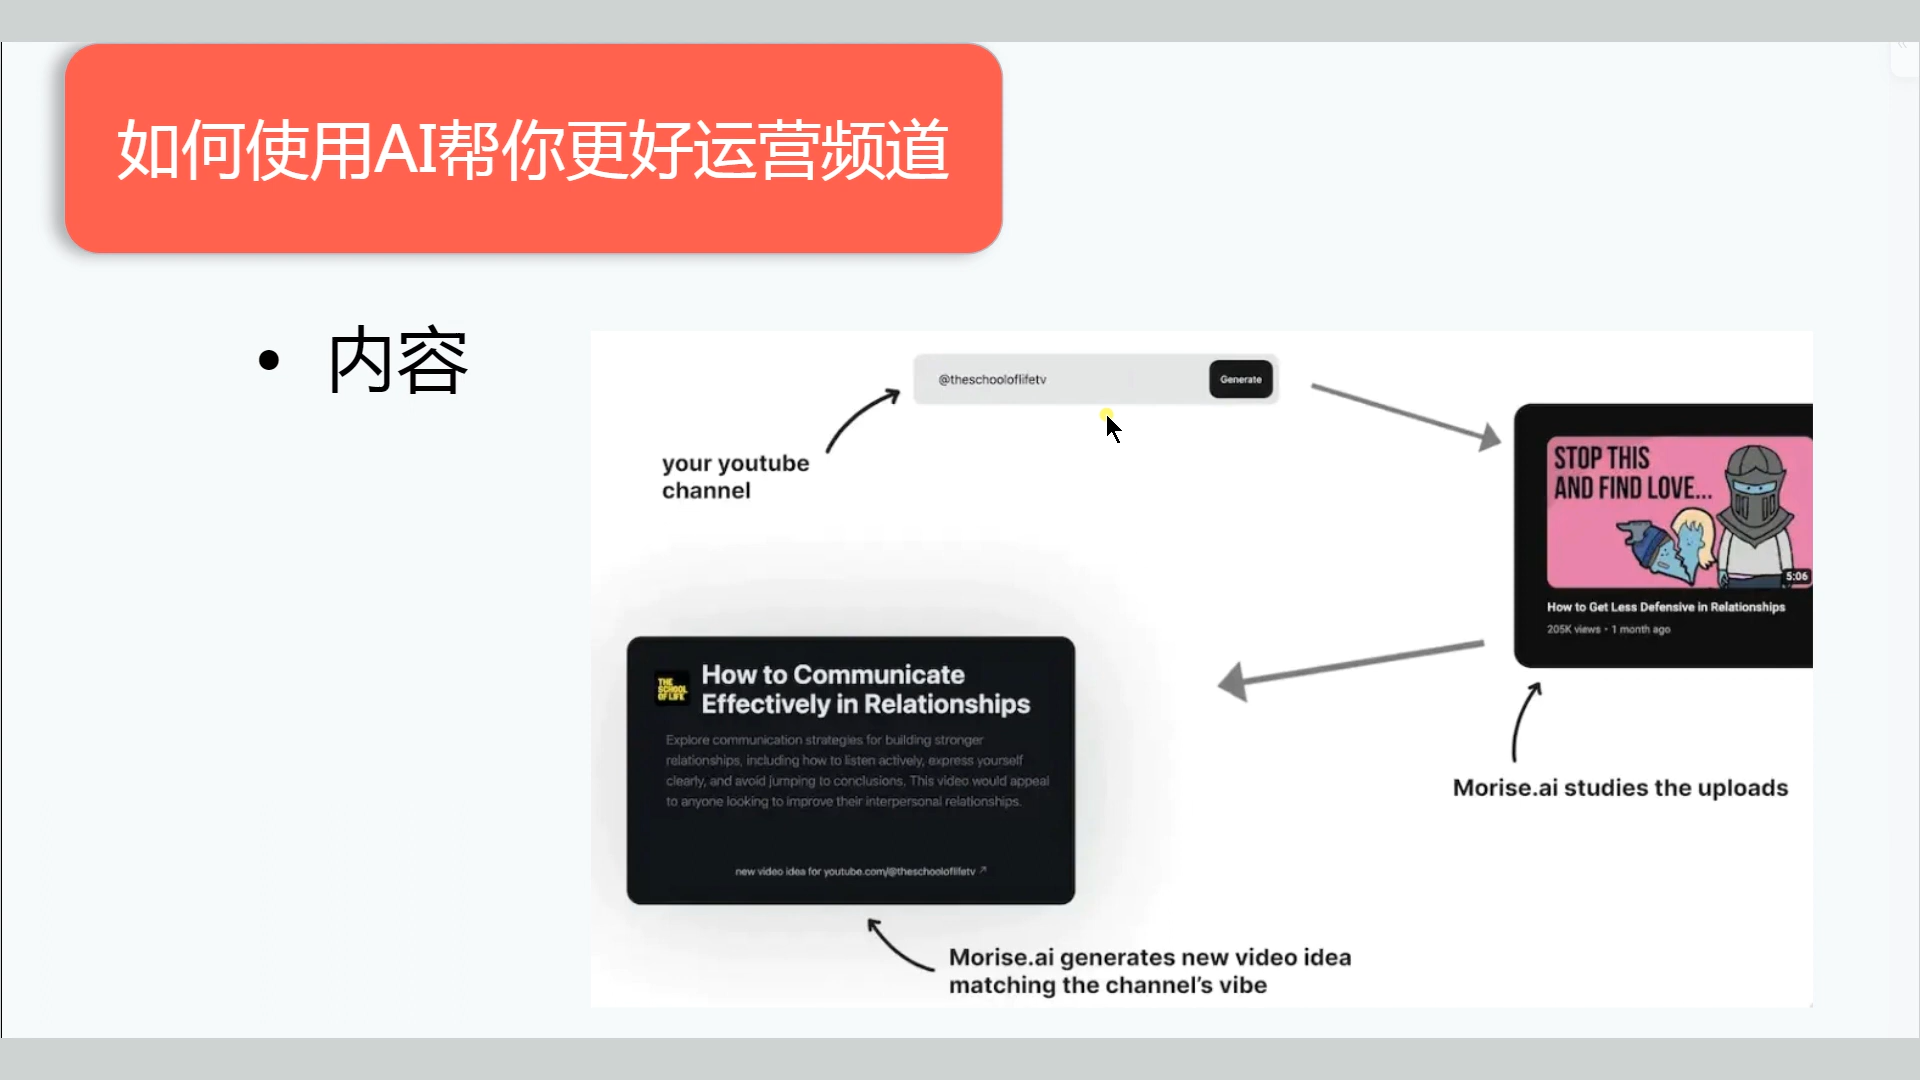 如何使用AI帮你更好运营频道
• 内容
@theschooloflifetv
Generate
your youtube
channel
STOP THIS
AND FIND LOVE...
5:06
How to Get Less Defensive in Relationships
205K views • 1 month ago
Morise.ai studies the uploads
THE
SCHOOL
OF LIFE
How to Communicate
Effectively in Relationships
Explore communication strategies for building stronger
relationships, including how to listen actively, express yourself
clearly, and avoid jumping to conclusions. This video would appeal
to anyone looking to improve their interpersonal relationships.
new video idea for youtube.com/@theschooloflifetv ↗
Morise.ai generates new video idea
matching the channel’s vibe